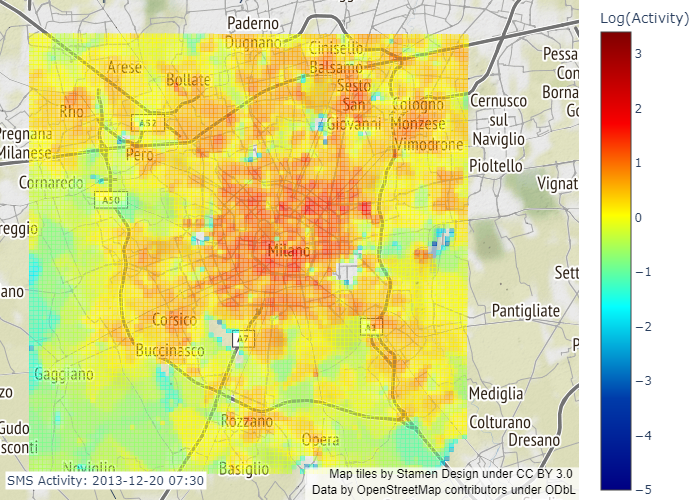 Log(Activity)
Paderno
Dugnano
Cinisello
Balsamo
Arese
Bollate
Sesto
San
Giovanni
Pessa
Con
Borna
Go
Rho
A52
Cologno
Monzese
Vimodrone
Cernusco
sul
Naviglio
Pregnana
Milanese
Pero
Pioltello
Cornaredo
A50
Vignat
reggio
Milano
Sett
ano
Corsico
A7
Pantigliate
Buccinasco
P
Gaggiano
zo
Mediglia
Rozzano
Colturano
Gudo
sconti
Opera
Dresano
Noviglio
Basiglio
SMS Activity: 2013-12-20 07:30
Map tiles by Stamen Design under CC BY 3.0
Data by OpenStreetMap contributors under ODbL
3
2
1
0
−1
−2
−3
−4
−5